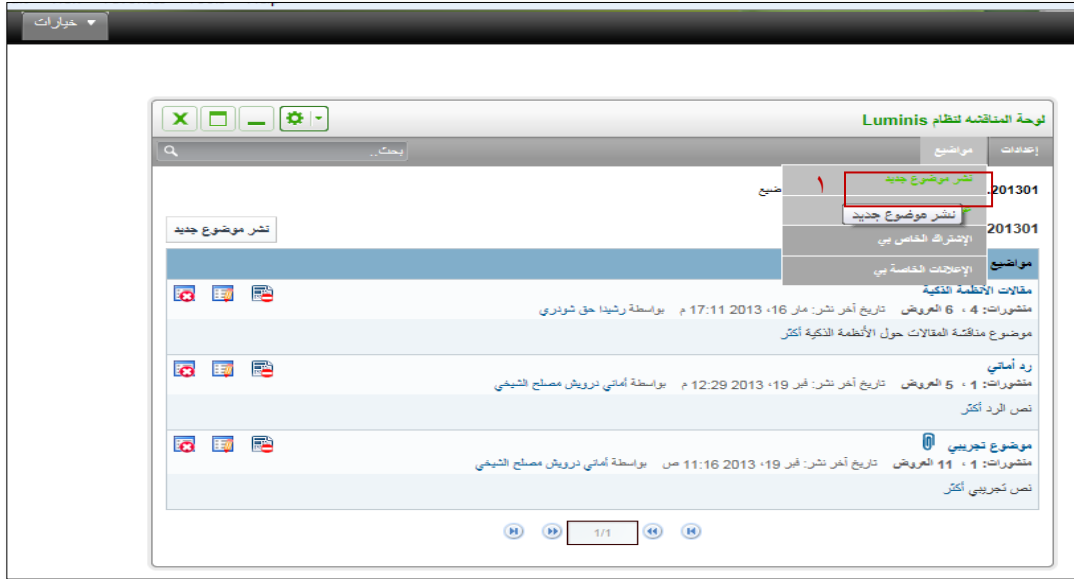 خيارات
لوحة المناقشه لنظام Luminis
إعدادات مواضيع بحث..
نشر موضوع جديد
١
201301. ضيع
نشر موضوع جديد
201301
نشر موضوع جديد
الإشتراك الخاص بي
الإعلانات الخاصة بي
مواضيع
مقالات الأنظمة الذكية
منشورات: 4 ، 6 العروض تاريخ آخر نشر: مار 16، 2013 17:11 م بواسطة رشيدا حق شودري
موضوع مناقشة المقالات حول الأنظمة الذكية أكثر
رد أماني
منشورات: 1 ، 5 العروض تاريخ آخر نشر: فبر 19، 2013 12:29 م بواسطة أماني درويش مصلح الشيخي
نص الرد أكثر
موضوع تجريبي
منشورات: 1 ، 11 العروض تاريخ آخر نشر: فبر 19، 2013 11:16 ص بواسطة أماني درويش مصلح الشيخي
نص تجريبي أكثر
1/1